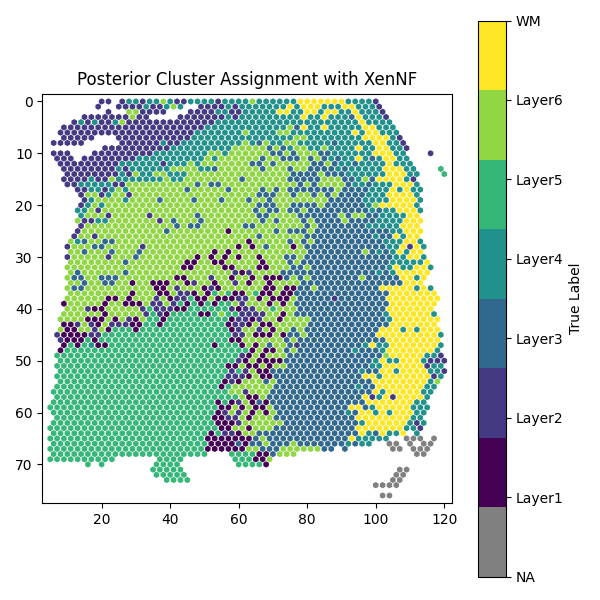 Posterior Cluster Assignment with XenNF
0
10
20
30
40
50
60
70
20
40
60
80
100
120
WM
Layer6
Layer5
Layer4
Layer3
Layer2
Layer1
NA
True Label